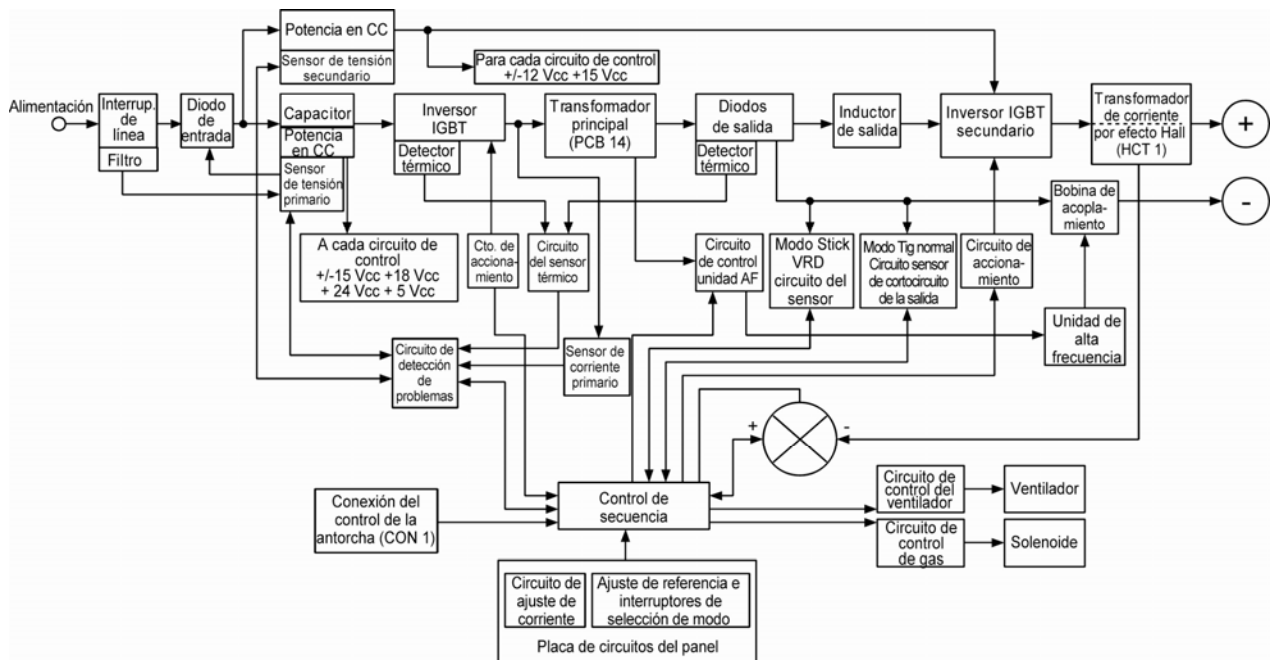 Potencia en CC
Sensor de tensión
secundario
Para cada circuito de control
+/-12 Vcc +15 Vcc
Alimentación
Interrup.
de
línea
Filtro
Diodo
de
entrada
Capacitor
Potencia
en CC
Sensor
de tensión
primario
Inversor
IGBT
Detector
térmico
Transformador
principal
(PCB 14)
Diodos
de salida
Detector
térmico
Inductor
de salida
Inversor IGBT
secundario
Transformador
de corriente
por efecto Hall
(HCT 1)
+
Bobina de
acopla-
miento
-
A cada circuito de
control
+/-15 Vcc +18 Vcc
+ 24 Vcc + 5 Vcc
Cto. de
acciona-
miento
Circuito
del sensor
térmico
Circuito
de control
unidad AF
Modo Stick
VRD
circuito del
sensor
Modo Tig normal
Circuito sensor
de cortocircuito
de la salida
Circuito de
acciona-
miento
Unidad de
alta
frecuencia
Circuito de
detección
de
problemas
Sensor de
corriente
primario
+
-
Conexión del
control de la
antorcha (CON 1)
Control de
secuencia
Circuito de
control del
ventilador
Ventilador
Circuito de
control
de gas
Solenoide
Circuito de
ajuste de
corriente
Ajuste de referencia e
interruptores de
selección de modo
Placa de circuitos del panel